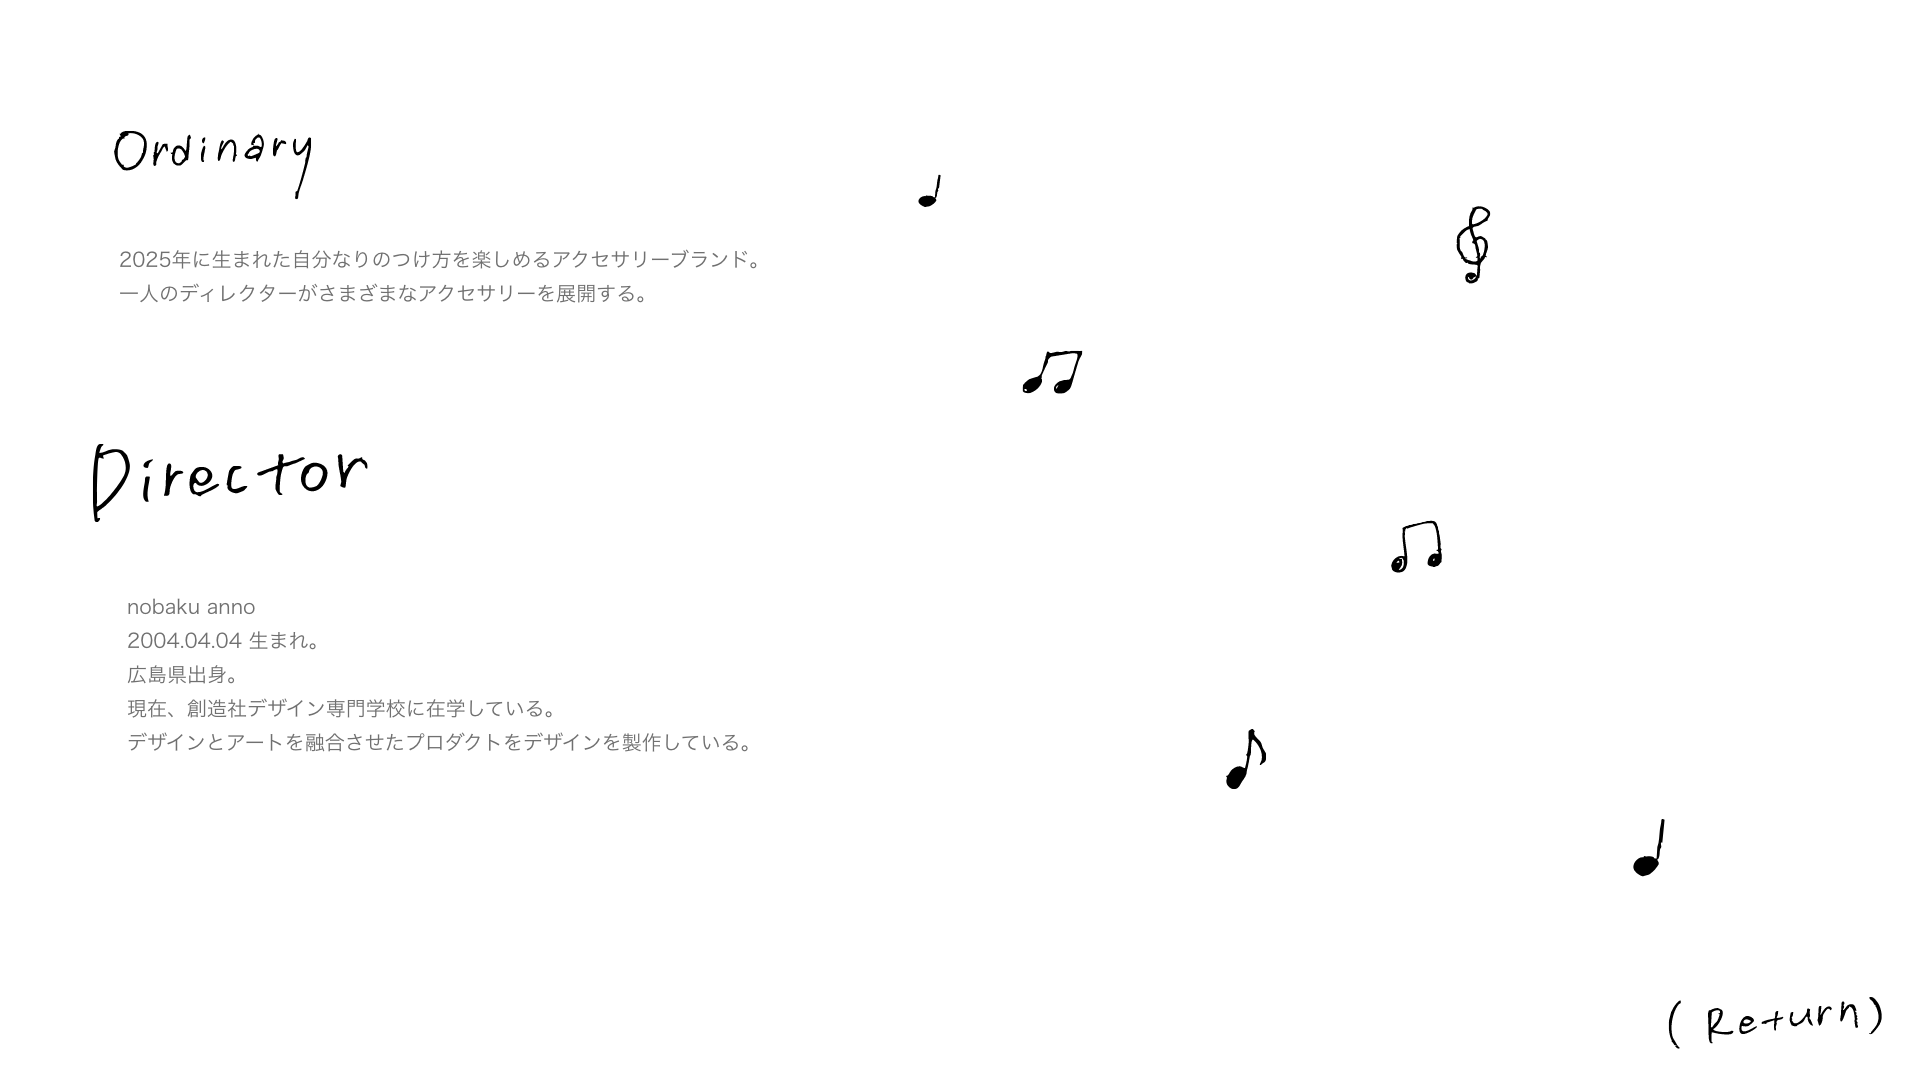 Ordinary
2025年に生まれた自分なりのつけ方を楽しめるアクセサリーブランド。
一人のディレクターがさまざまなアクセサリーを展開する。
Director
nobaku anno
2004.04.04 生まれ。
広島県出身。
現在、創造社デザイン専門学校に在学している。
デザインとアートを融合させたプロダクトをデザインを製作している。
( Return )